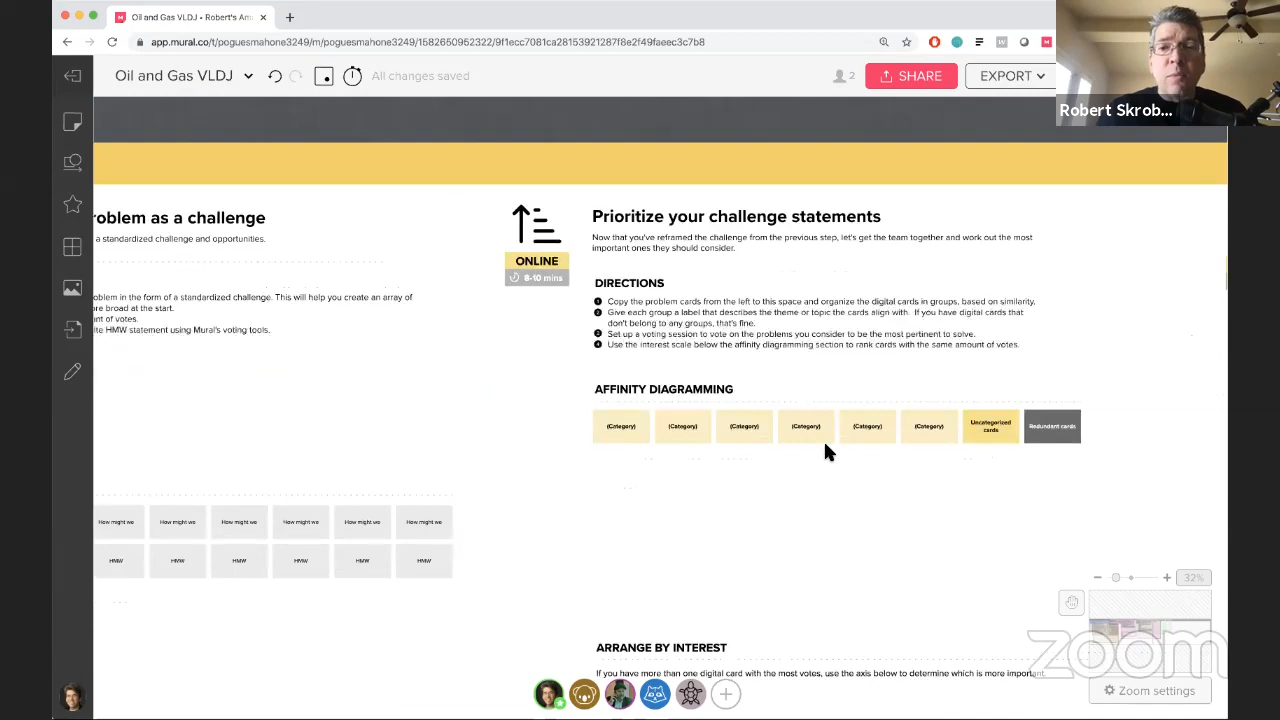 Oil and Gas VLDJ • Robert's Am
app.mural.co/t/poguesmahone3249/m/poguesmahone3249/1582650952322/9f1ecc7081ca28153921287f8e2f49faeec3c7b8
Oil and Gas VLDJ
All changes saved
2
SHARE
EXPORT
Robert Skrob...
roblem as a challenge
a standardized challenge and opportunities.
oblem in the form of a standardized challenge. This will help you create an array of
ore broad at the start.
nt of votes.
ite HMW statement using Mural's voting tools.
How might we How might we How might we How might we How might we How might we
HMW HMW HMW HMW HMW HMW
ONLINE
8-10 mins
Prioritize your challenge statements
Now that you've reframed the challenge from the previous step, let's get the team together and work out the most
important ones they should consider.
DIRECTIONS
1 Copy the problem cards from the left to this space and organize the digital cards in groups, based on similarity.
2 Give each group a label that describes the theme or topic the cards align with. If you have digital cards that
don't belong to any groups, that's fine.
3 Set up a voting session to vote on the problems you consider to be the most pertinent to solve.
4 Use the interest scale below the affinity diagramming section to rank cards with the same amount of votes.
AFFINITY DIAGRAMMING
(Category) (Category) (Category) (Category) (Category) (Category) Uncategorized cards Redundant cards
ARRANGE BY INTEREST
If you have more than one digital card with the most votes, use the axis below to determine which is more important.
32%
zoom
Zoom settings